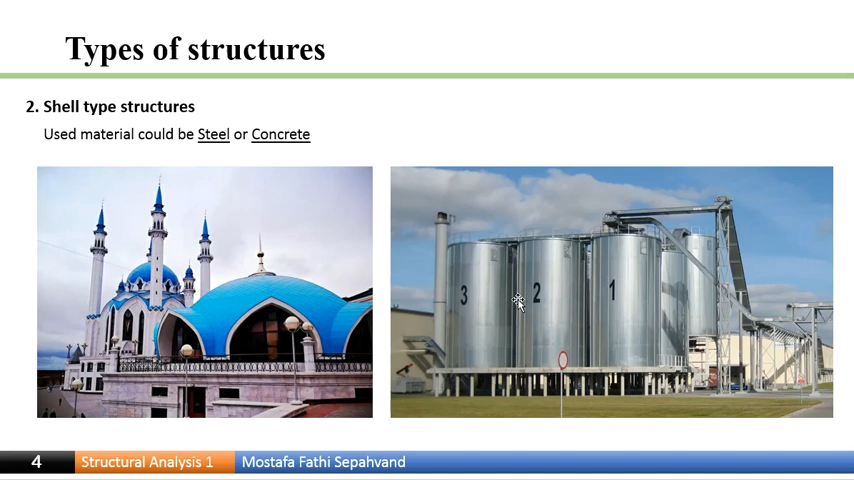 Types of structures
2. Shell type structures
Used material could be Steel or Concrete
3 2 1
4 Structural Analysis 1 Mostafa Fathi Sepahvand